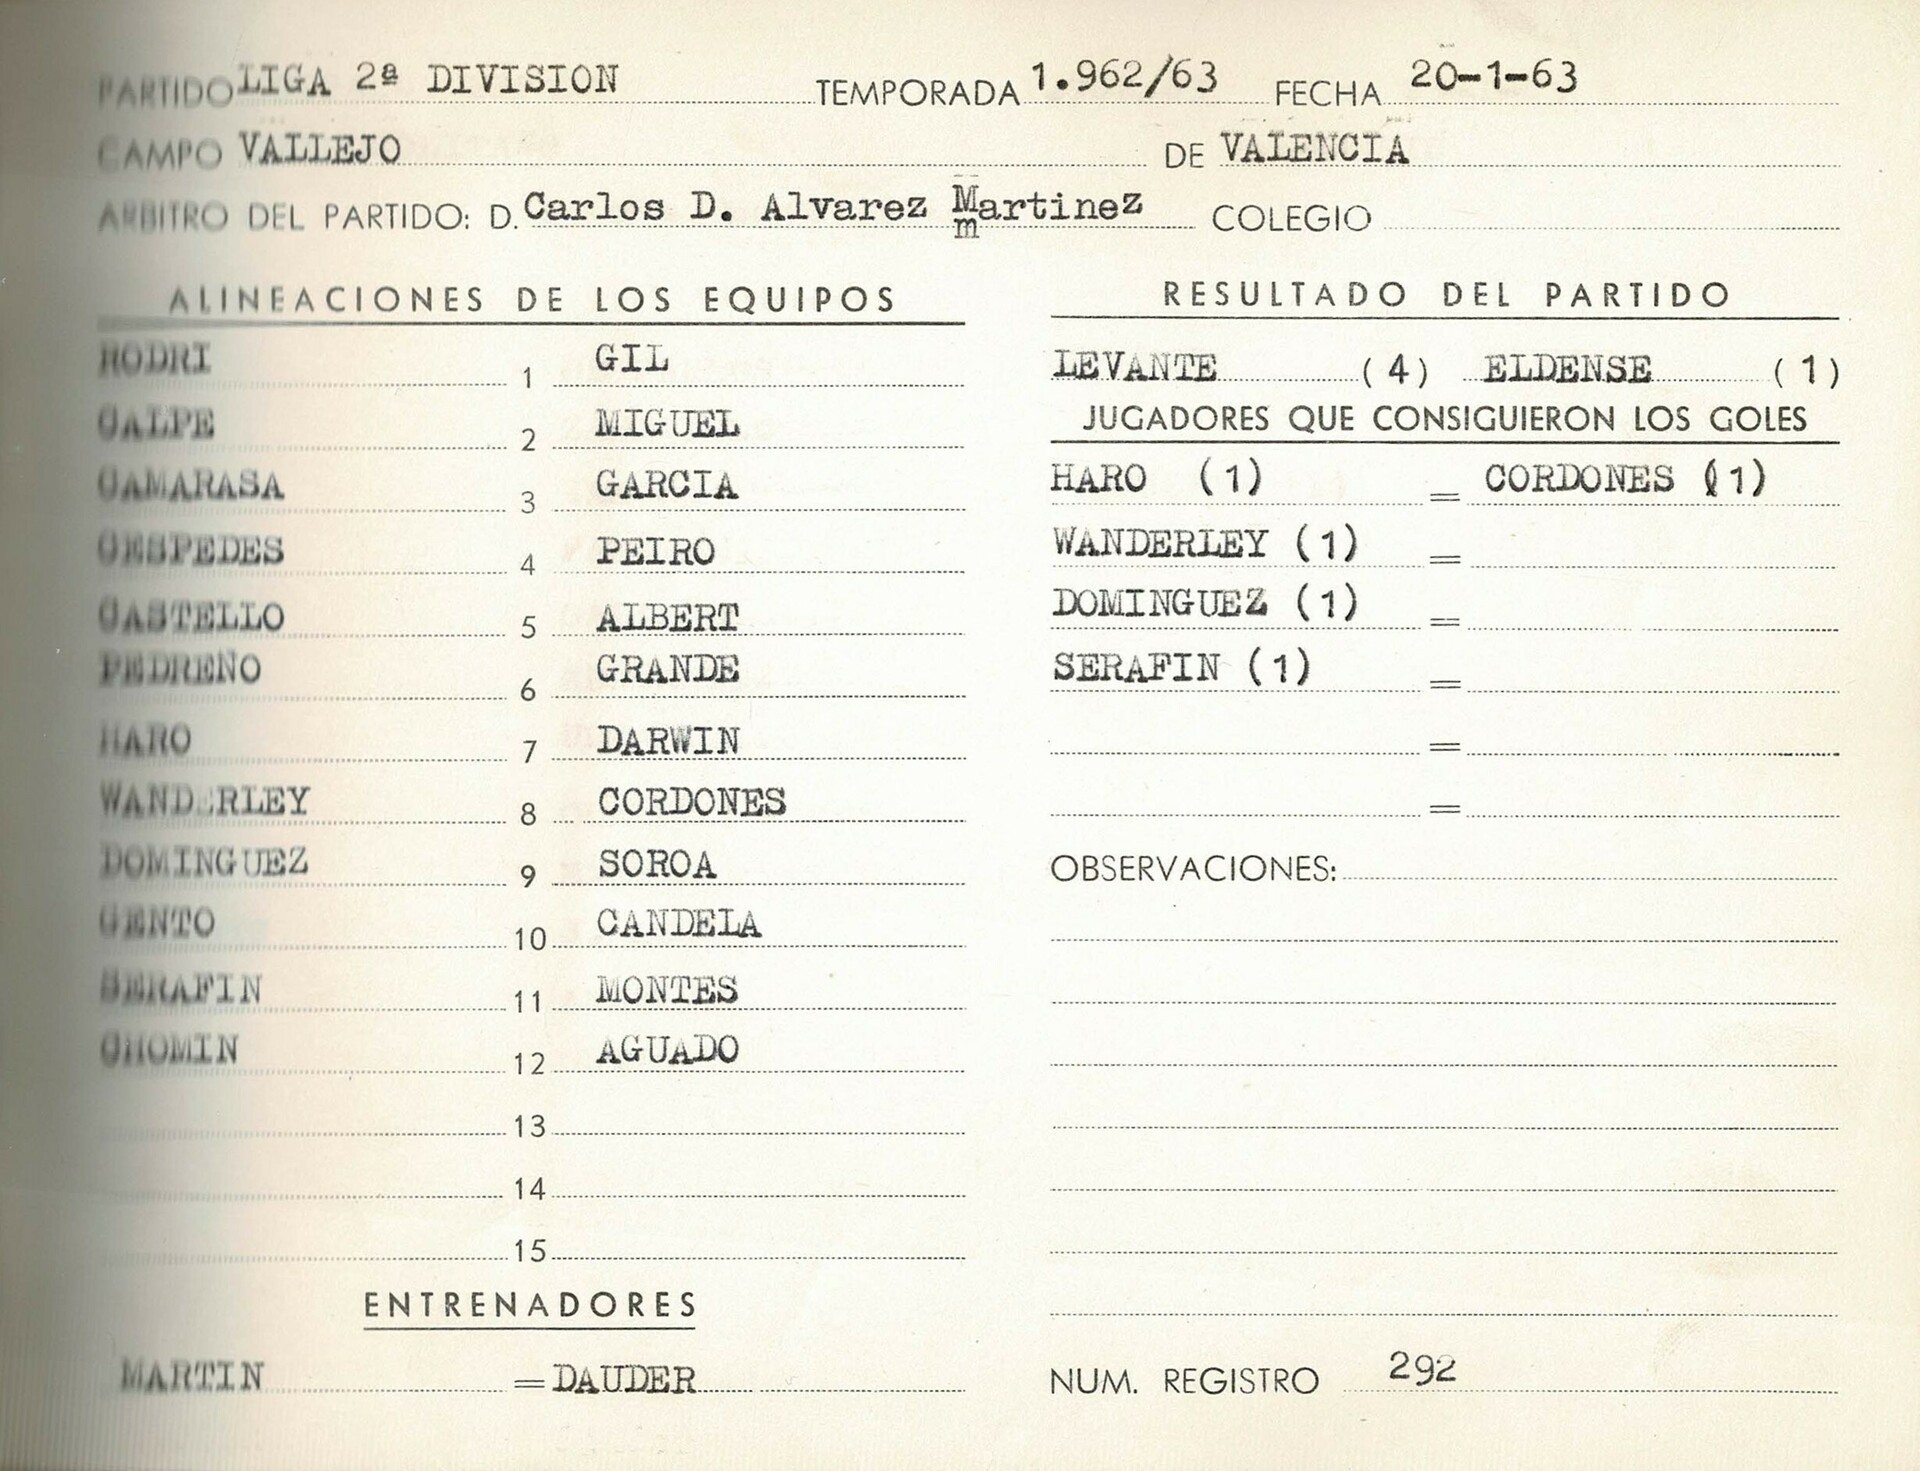 PARTIDO LIGA 2ª DIVISION TEMPORADA 1.962/63 FECHA 20-1-63
CAMPO VALLEJO DE VALENCIA
ARBITRO DEL PARTIDO: D. Carlos D. Alvarez Martinez COLEGIO
m
ALINEACIONES DE LOS EQUIPOS
RODRI 1 GIL
CALPE 2 MIGUEL
CAMARASA 3 GARCIA
CESPEDES 4 PEIRO
CASTELLO 5 ALBERT
PEDREÑO 6 GRANDE
HARO 7 DARWIN
WANDERLEY 8 CORDONES
DOMINGUEZ 9 SOROA
GENTO 10 CANDELA
SERAFIN 11 MONTES
CHOMIN 12 AGUADO
13
14
15
ENTRENADORES
MARTIN = DAUDER
RESULTADO DEL PARTIDO
LEVANTE (4) ELDENSE (1)
JUGADORES QUE CONSIGUIERON LOS GOLES
HARO (1) = CORDONES (1)
WANDERLEY (1) =
DOMINGUEZ (1) =
SERAFIN (1) =
=
=
OBSERVACIONES:
NUM. REGISTRO 292